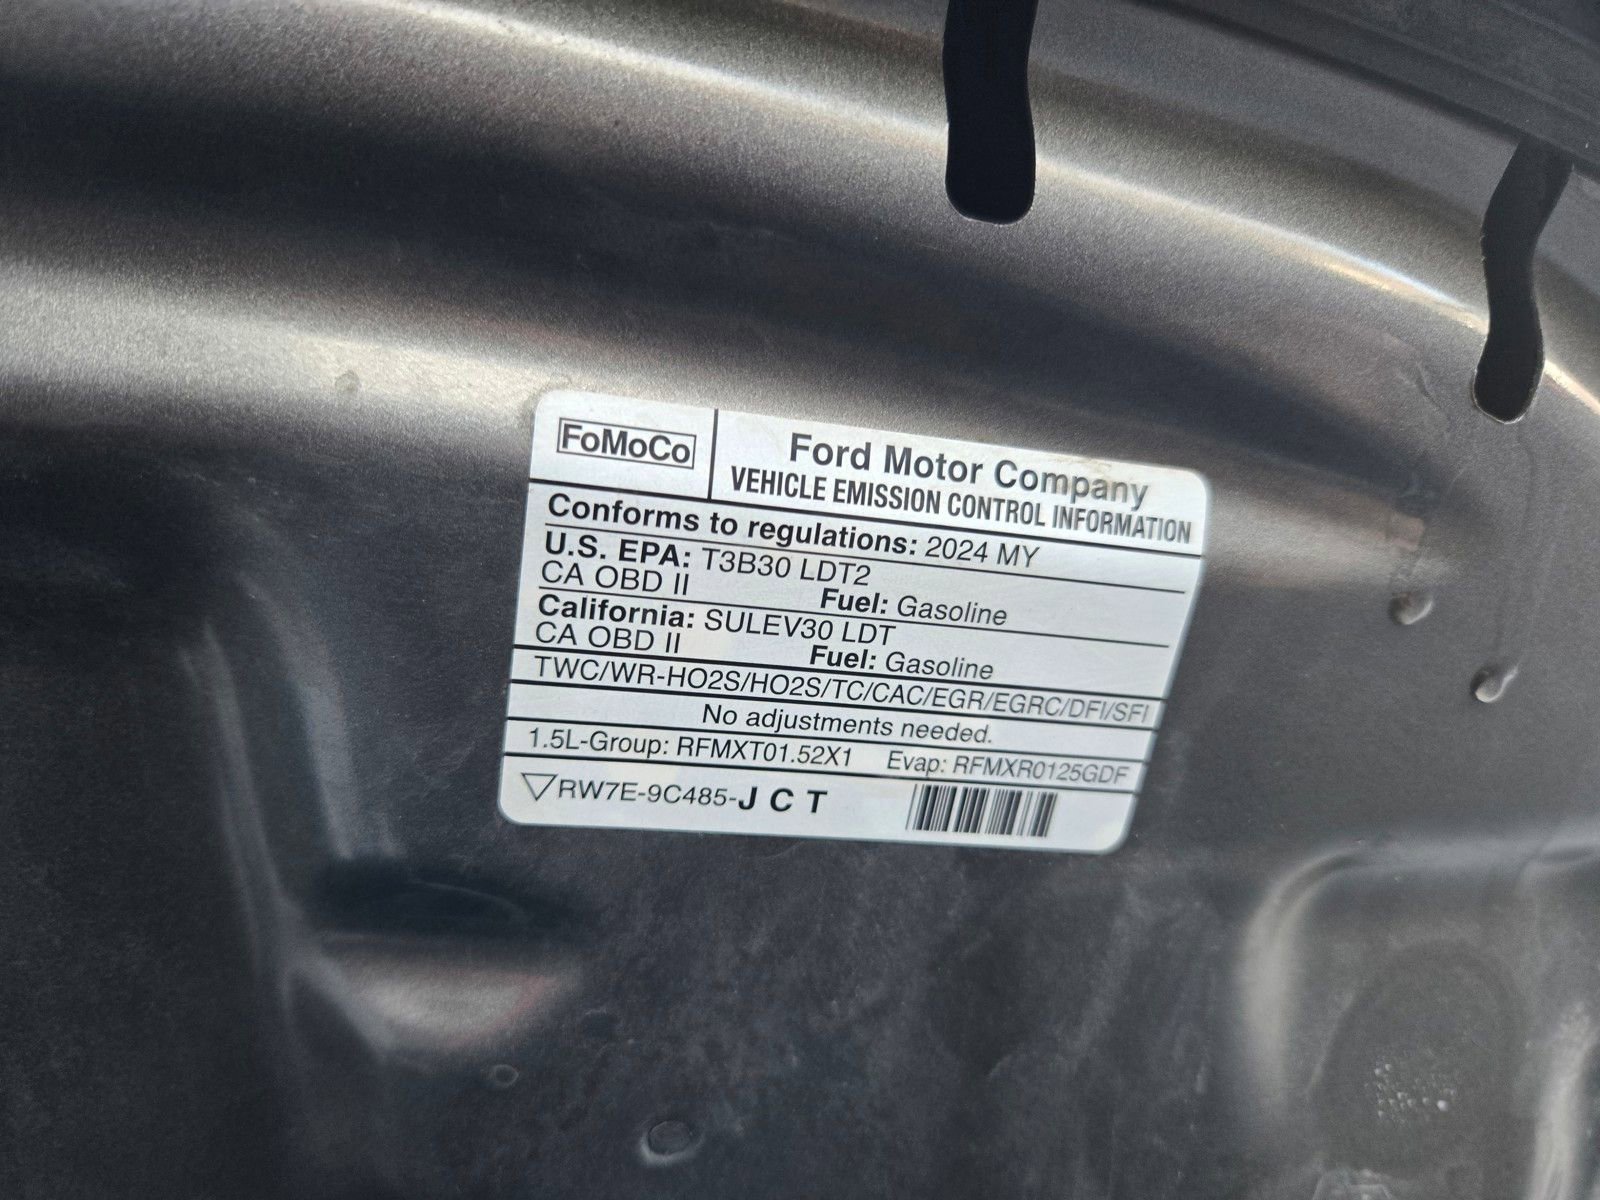 FoMoCo
Ford Motor Company
VEHICLE EMISSION CONTROL INFORMATION
Conforms to regulations: 2024 MY
U.S. EPA: T3B30 LDT2
CA OBD II Fuel: Gasoline
California: SULEV30 LDT
CA OBD II Fuel: Gasoline
TWC/WR-HO2S/HO2S/TC/CAC/EGR/EGRC/DFI/SFI
No adjustments needed.
1.5L-Group: RFMXT01.52X1 Evap: RFMXR0125GDF
▽RW7E-9C485-J C T